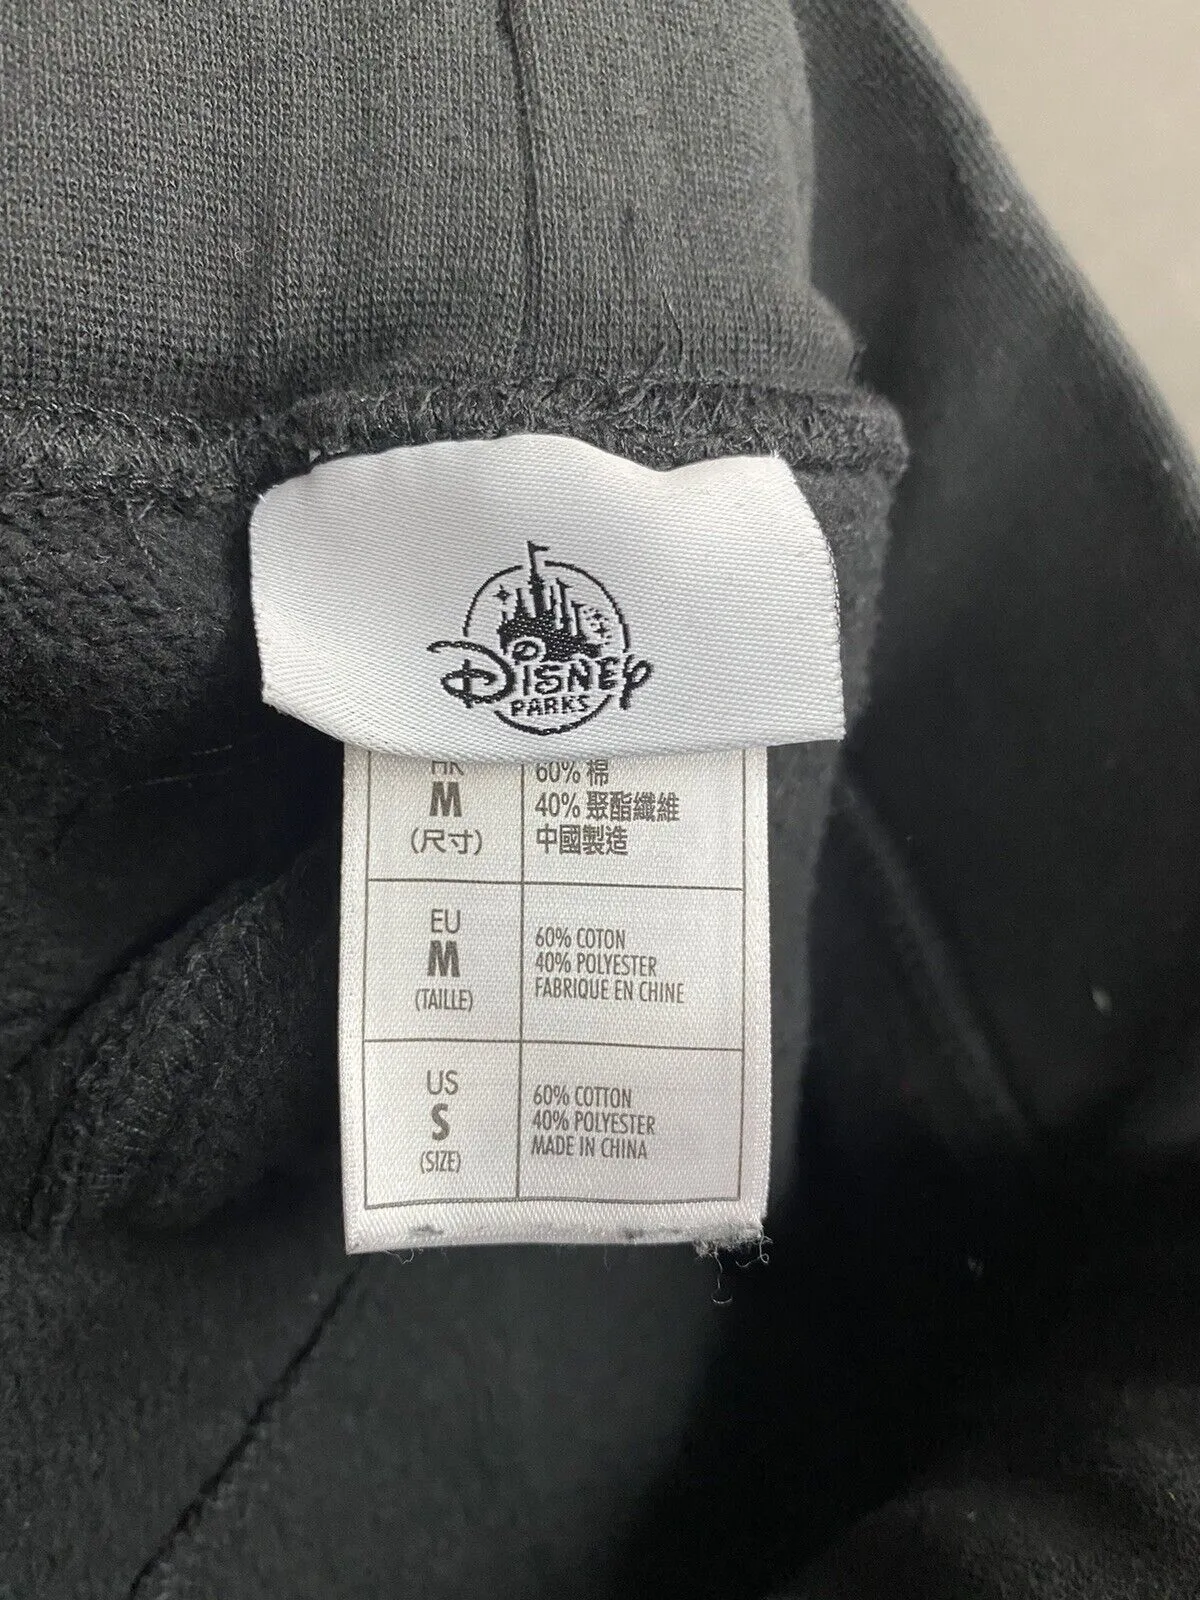 Disney
PARKS
HK
M
(尺寸)
60% 棉
40% 聚酯纖維
中國製造
EU
M
(TAILLE)
60% COTON
40% POLYESTER
FABRIQUE EN CHINE
US
S
(SIZE)
60% COTTON
40% POLYESTER
MADE IN CHINA